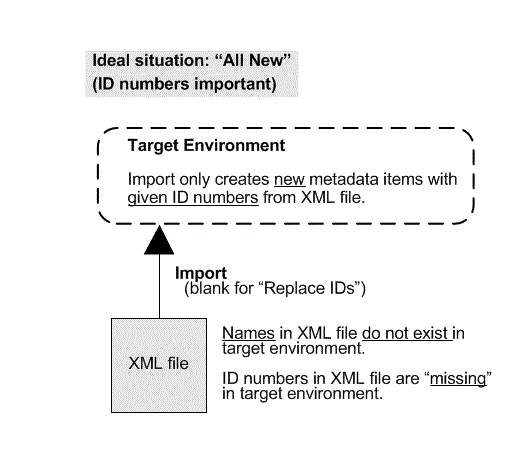 Ideal situation: “All New”
(ID numbers important)
Target Environment
Import only creates new metadata items with
given ID numbers from XML file.
Import
(blank for “Replace IDs”)
XML file
Names in XML file do not exist in
target environment.
ID numbers in XML file are “missing”
in target environment.